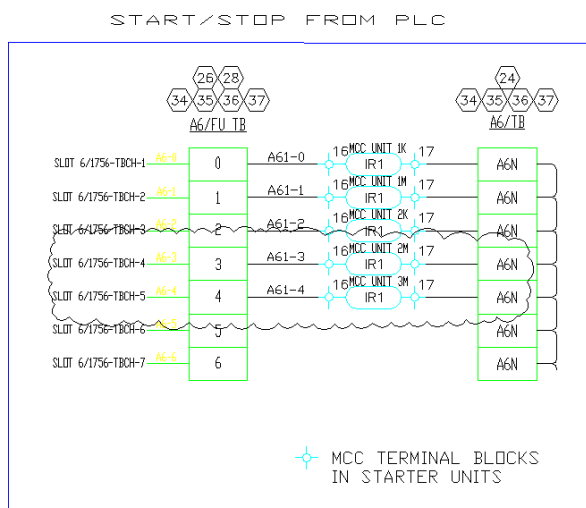 START/STOP FROM PLC
26 28
34 35 36 37
A6/FU TB
24
34 35 36 37
A6/TB
SLOT 6/1756-TBCH-1 A6-0 0 A61-0 16 MCC UNIT 1K IR1 17 A6N
SLOT 6/1756-TBCH-2 A6-1 1 A61-1 16 MCC UNIT 1M IR1 17 A6N
SLOT 6/1756-TBCH-3 A6-2 2 A61-2 16 MCC UNIT 2K IR1 17 A6N
SLOT 6/1756-TBCH-4 A6-3 3 A61-3 16 MCC UNIT 2M IR1 17 A6N
SLOT 6/1756-TBCH-5 A6-4 4 A61-4 16 MCC UNIT 3M IR1 17 A6N
SLOT 6/1756-TBCH-6 A6-5 5 A6N
SLOT 6/1756-TBCH-7 A6-6 6 A6N
MCC TERMINAL BLOCKS
IN STARTER UNITS